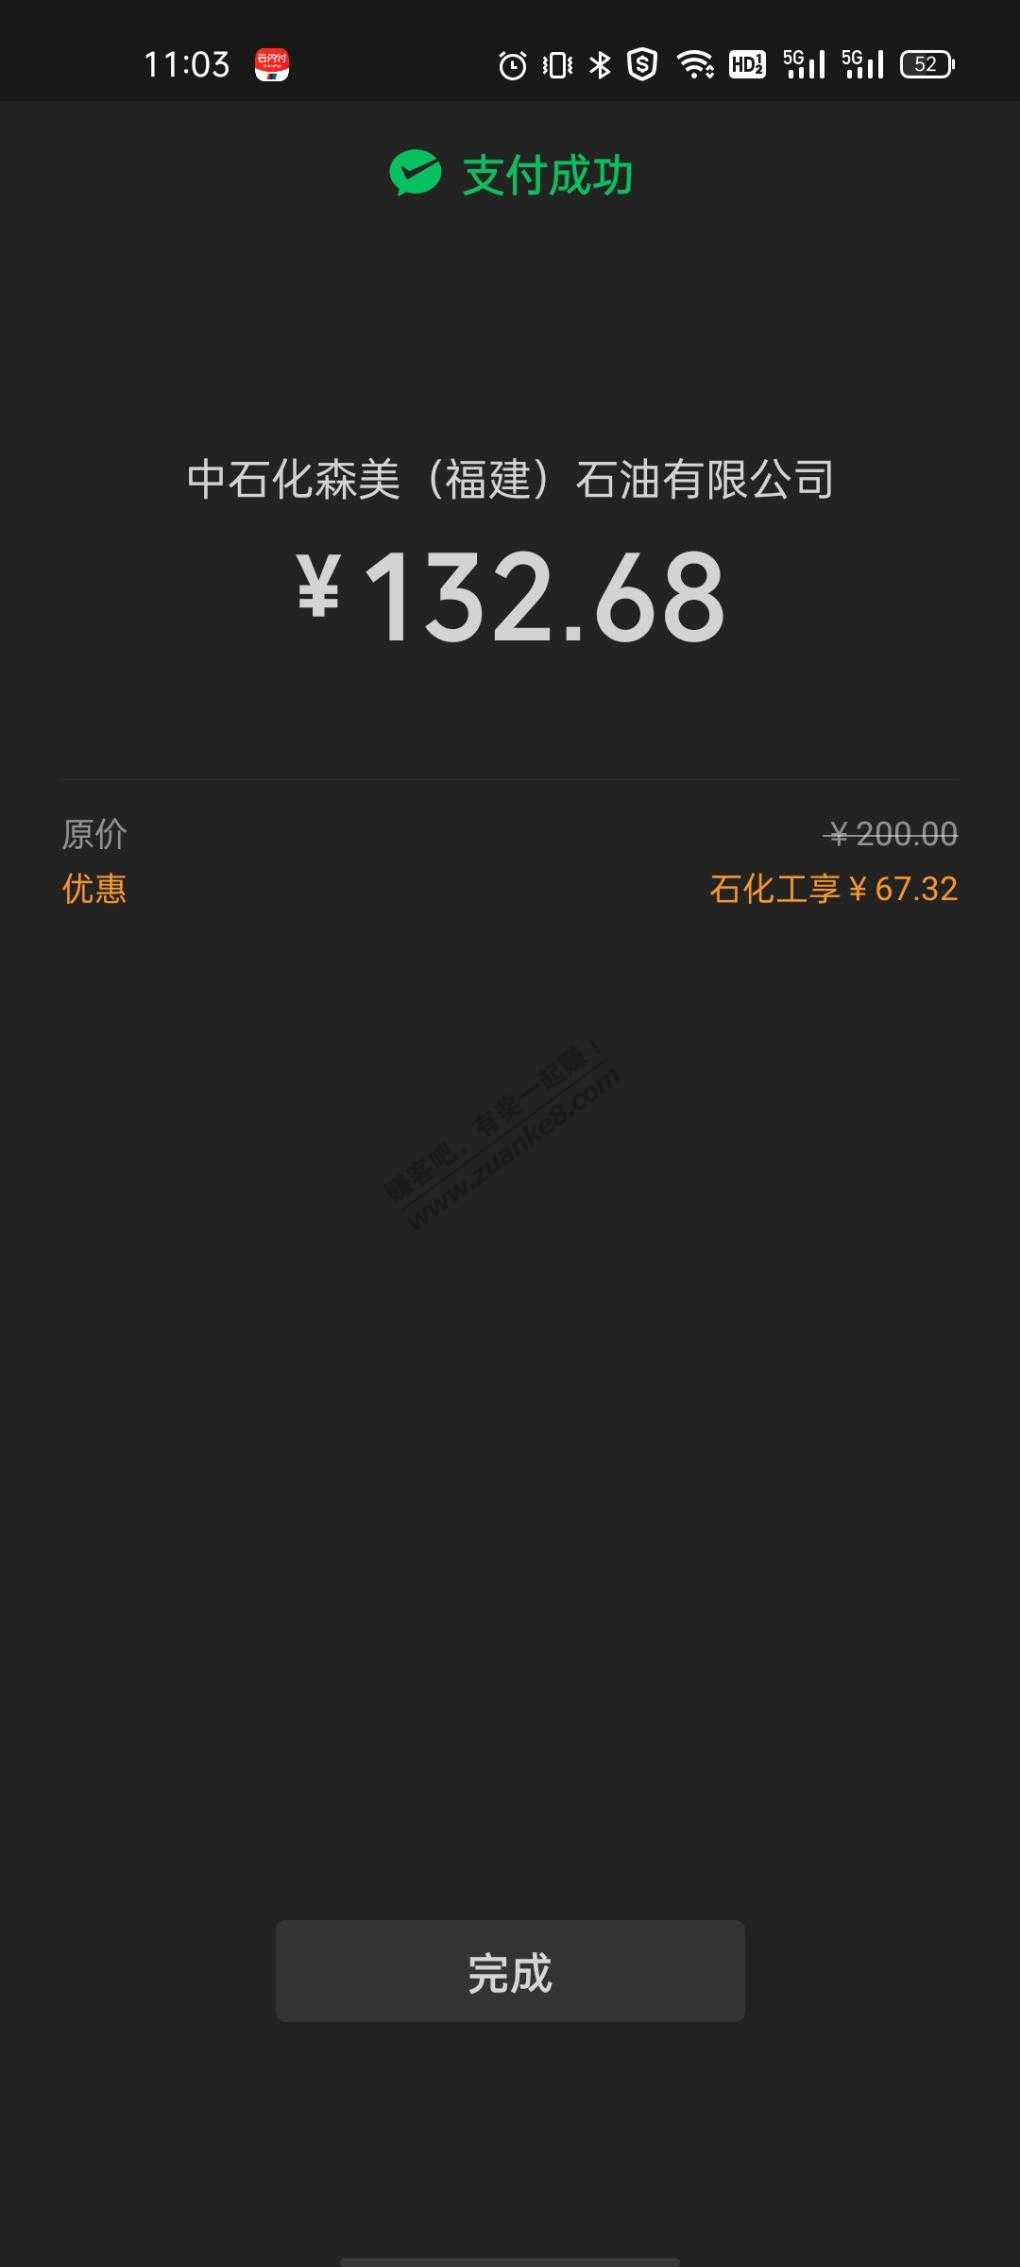 11:03
HD 1 2 5G 5G 52
支付成功
中石化森美（福建）石油有限公司
¥132.68
原价 ¥200.00
优惠 石化工享¥67.32
赚客吧，有奖一起赚！
www.zuanke8.com
完成